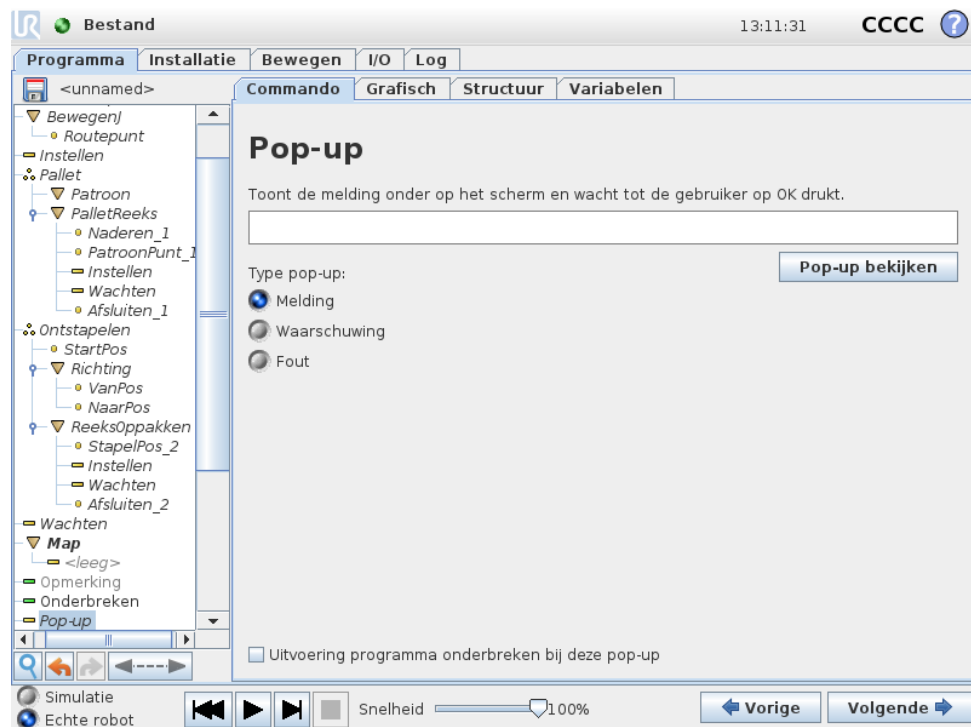 UR Bestand 13:11:31 CCCC ?
Programma Installatie Bewegen I/O Log
<unnamed> Commando Grafisch Structuur Variabelen
BewegenJ
Routepunt
Instellen
Pallet
Patroon
PalletReeks
Naderen_1
PatroonPunt_1
Instellen
Wachten
Afsluiten_1
Ontstapelen
StartPos
Richting
VanPos
NaarPos
ReeksOppakken
StapelPos_2
Instellen
Wachten
Afsluiten_2
Wachten
Map
<leeg>
Opmerking
Onderbreken
Pop-up
Pop-up
Toont de melding onder op het scherm en wacht tot de gebruiker op OK drukt.
Pop-up bekijken
Type pop-up:
Melding
Waarschuwing
Fout
Uitvoering programma onderbreken bij deze pop-up
Simulatie
Echte robot
Snelheid 100%
Vorige Volgende